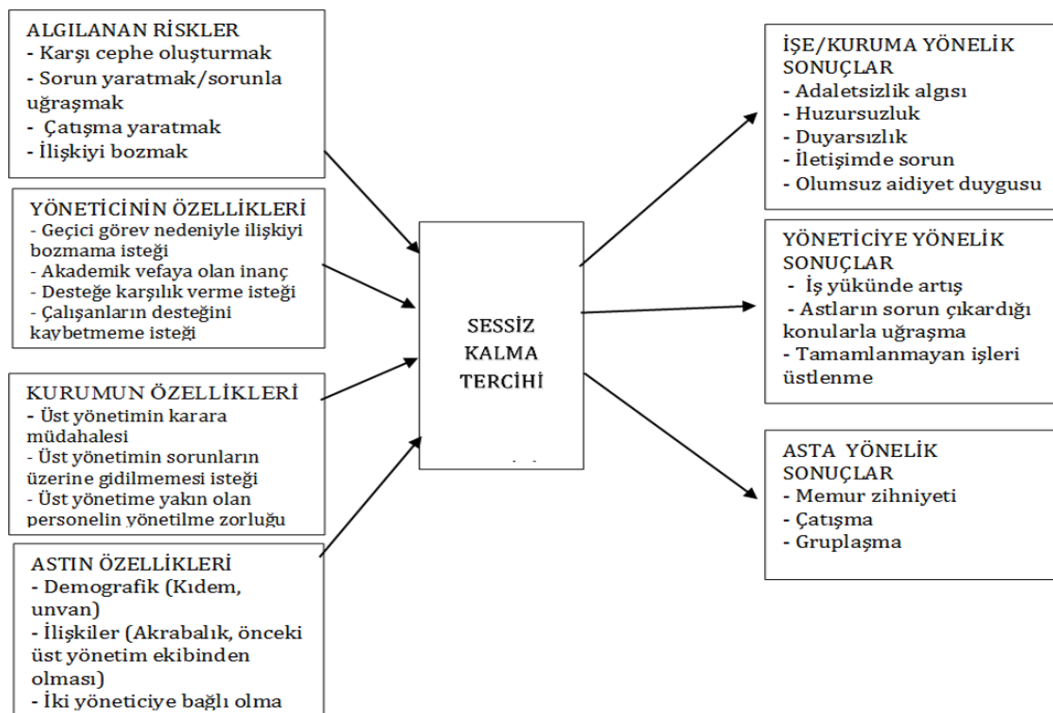 ALGILANAN RİSKLER
- Karşı cephe oluşturmak
- Sorun yaratmak/sorunla
uğraşmak
- Çatışma yaratmak
- İlişkiyi bozmak
YÖNETİCİNİN ÖZELLİKLERİ
- Geçici görev nedeniyle ilişkiyi
bozmama isteği
- Akademik vefaya olan inanç
- Desteğe karşılık verme isteği
- Çalışanların desteğini
kaybetmeme isteği
KURUMUN ÖZELLİKLERİ
- Üst yönetimin karara
müdahalesi
- Üst yönetimin sorunların
üzerine gidilmemesi isteği
- Üst yönetime yakın olan
personelin yönetilme zorluğu
ASTIN ÖZELLİKLERİ
- Demografik (Kıdem,
unvan)
- İlişkiler (Akrabalık, önceki
üst yönetim ekibinden
olması)
- İki yöneticiye bağlı olma
SESSİZ
KALMA
TERCİHİ
İŞE/KURUMA YÖNELİK
SONUÇLAR
- Adaletsizlik algısı
- Huzursuzluk
- Duyarsızlık
- İletişimde sorun
- Olumsuz aidiyet duygusu
YÖNETİCİYE YÖNELİK
SONUÇLAR
- İş yükünde artış
- Astların sorun çıkardığı
konularla uğraşma
- Tamamlanmayan işleri
üstlenme
ASTA YÖNELİK
SONUÇLAR
- Memur zihniyeti
- Çatışma
- Gruplaşma